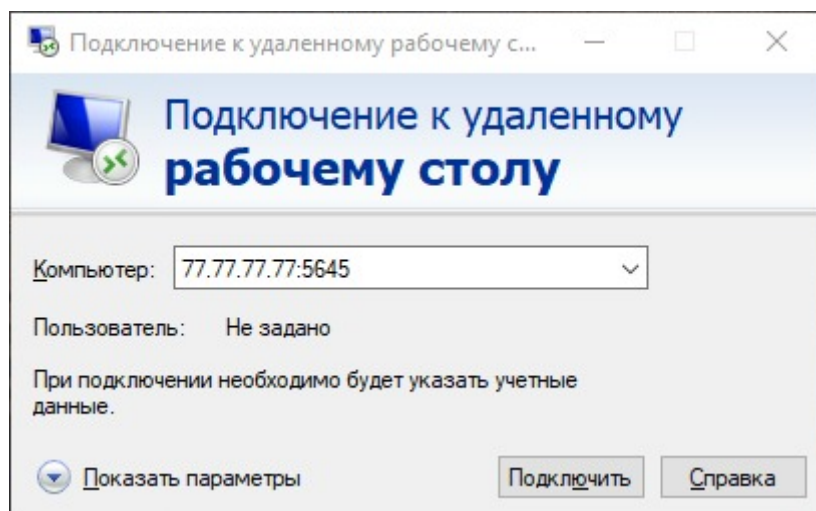 Подключение к удаленному рабочему с...
Подключение к удаленному
рабочему столу
Компьютер: 77.77.77.77:5645
Пользователь: Не задано
При подключении необходимо будет указать учетные
данные.
Показать параметры Подключить Справка